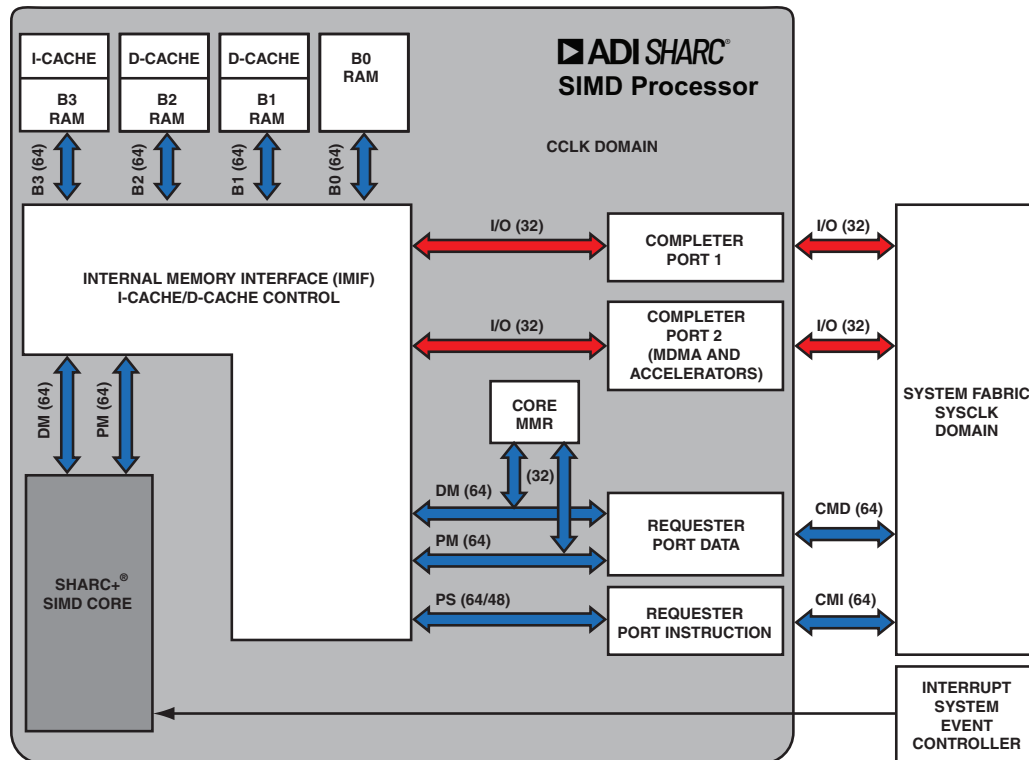 I-CACHE
B3
RAM
D-CACHE
B2
RAM
D-CACHE
B1
RAM
B0
RAM
ADI SHARC®
SIMD Processor
CCLK DOMAIN
B3 (64)
B2 (64)
B1 (64)
B0 (64)
INTERNAL MEMORY INTERFACE (IMIF)
I-CACHE/D-CACHE CONTROL
I/O (32)
COMPLETER
PORT 1
I/O (32)
I/O (32)
COMPLETER
PORT 2
(MDMA AND
ACCELERATORS)
I/O (32)
SYSTEM FABRIC
SYSCLK
DOMAIN
DM (64)
PM (64)
CORE
MMR
(32)
DM (64)
PM (64)
REQUESTER
PORT DATA
CMD (64)
SHARC+®
SIMD CORE
PS (64/48)
REQUESTER
PORT INSTRUCTION
CMI (64)
INTERRUPT
SYSTEM
EVENT
CONTROLLER